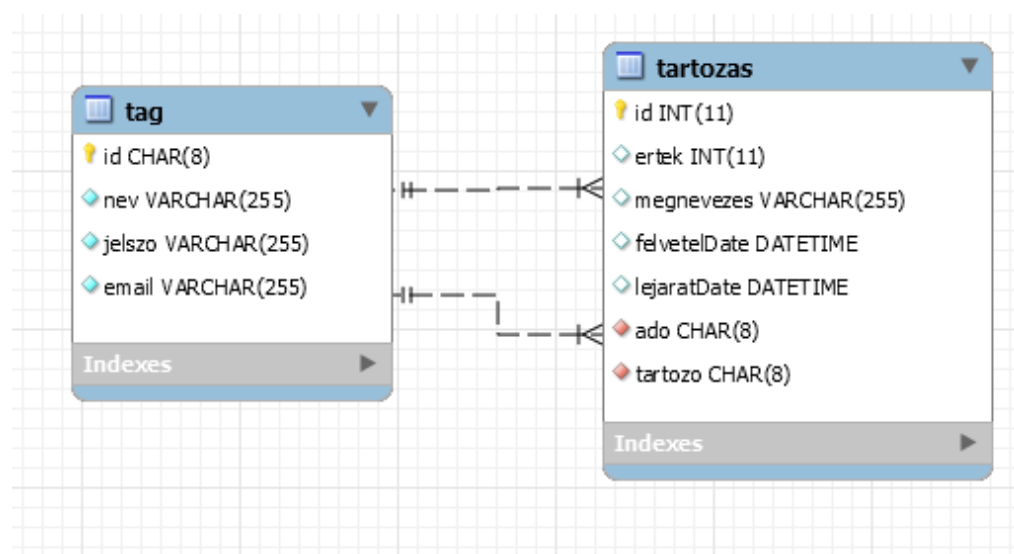 tag
id CHAR(8)
nev VARCHAR(255)
jelszo VARCHAR(255)
email VARCHAR(255)
Indexes
tartozas
id INT(11)
ertek INT(11)
megnevezes VARCHAR(255)
felvetelDate DATETIME
lejaratDate DATETIME
ado CHAR(8)
tartozo CHAR(8)
Indexes